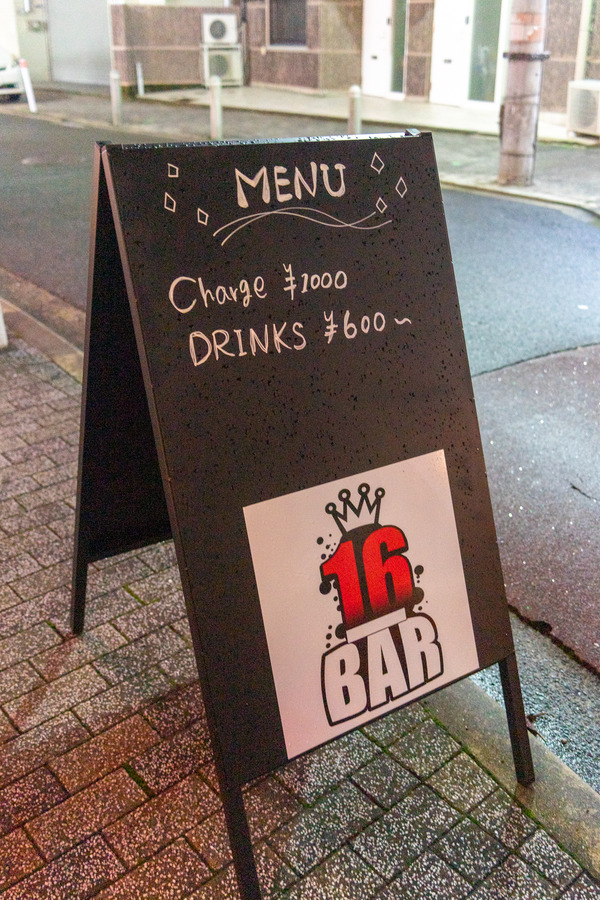 MENU
Charge ¥1000
DRINKS ¥600~
16
BAR